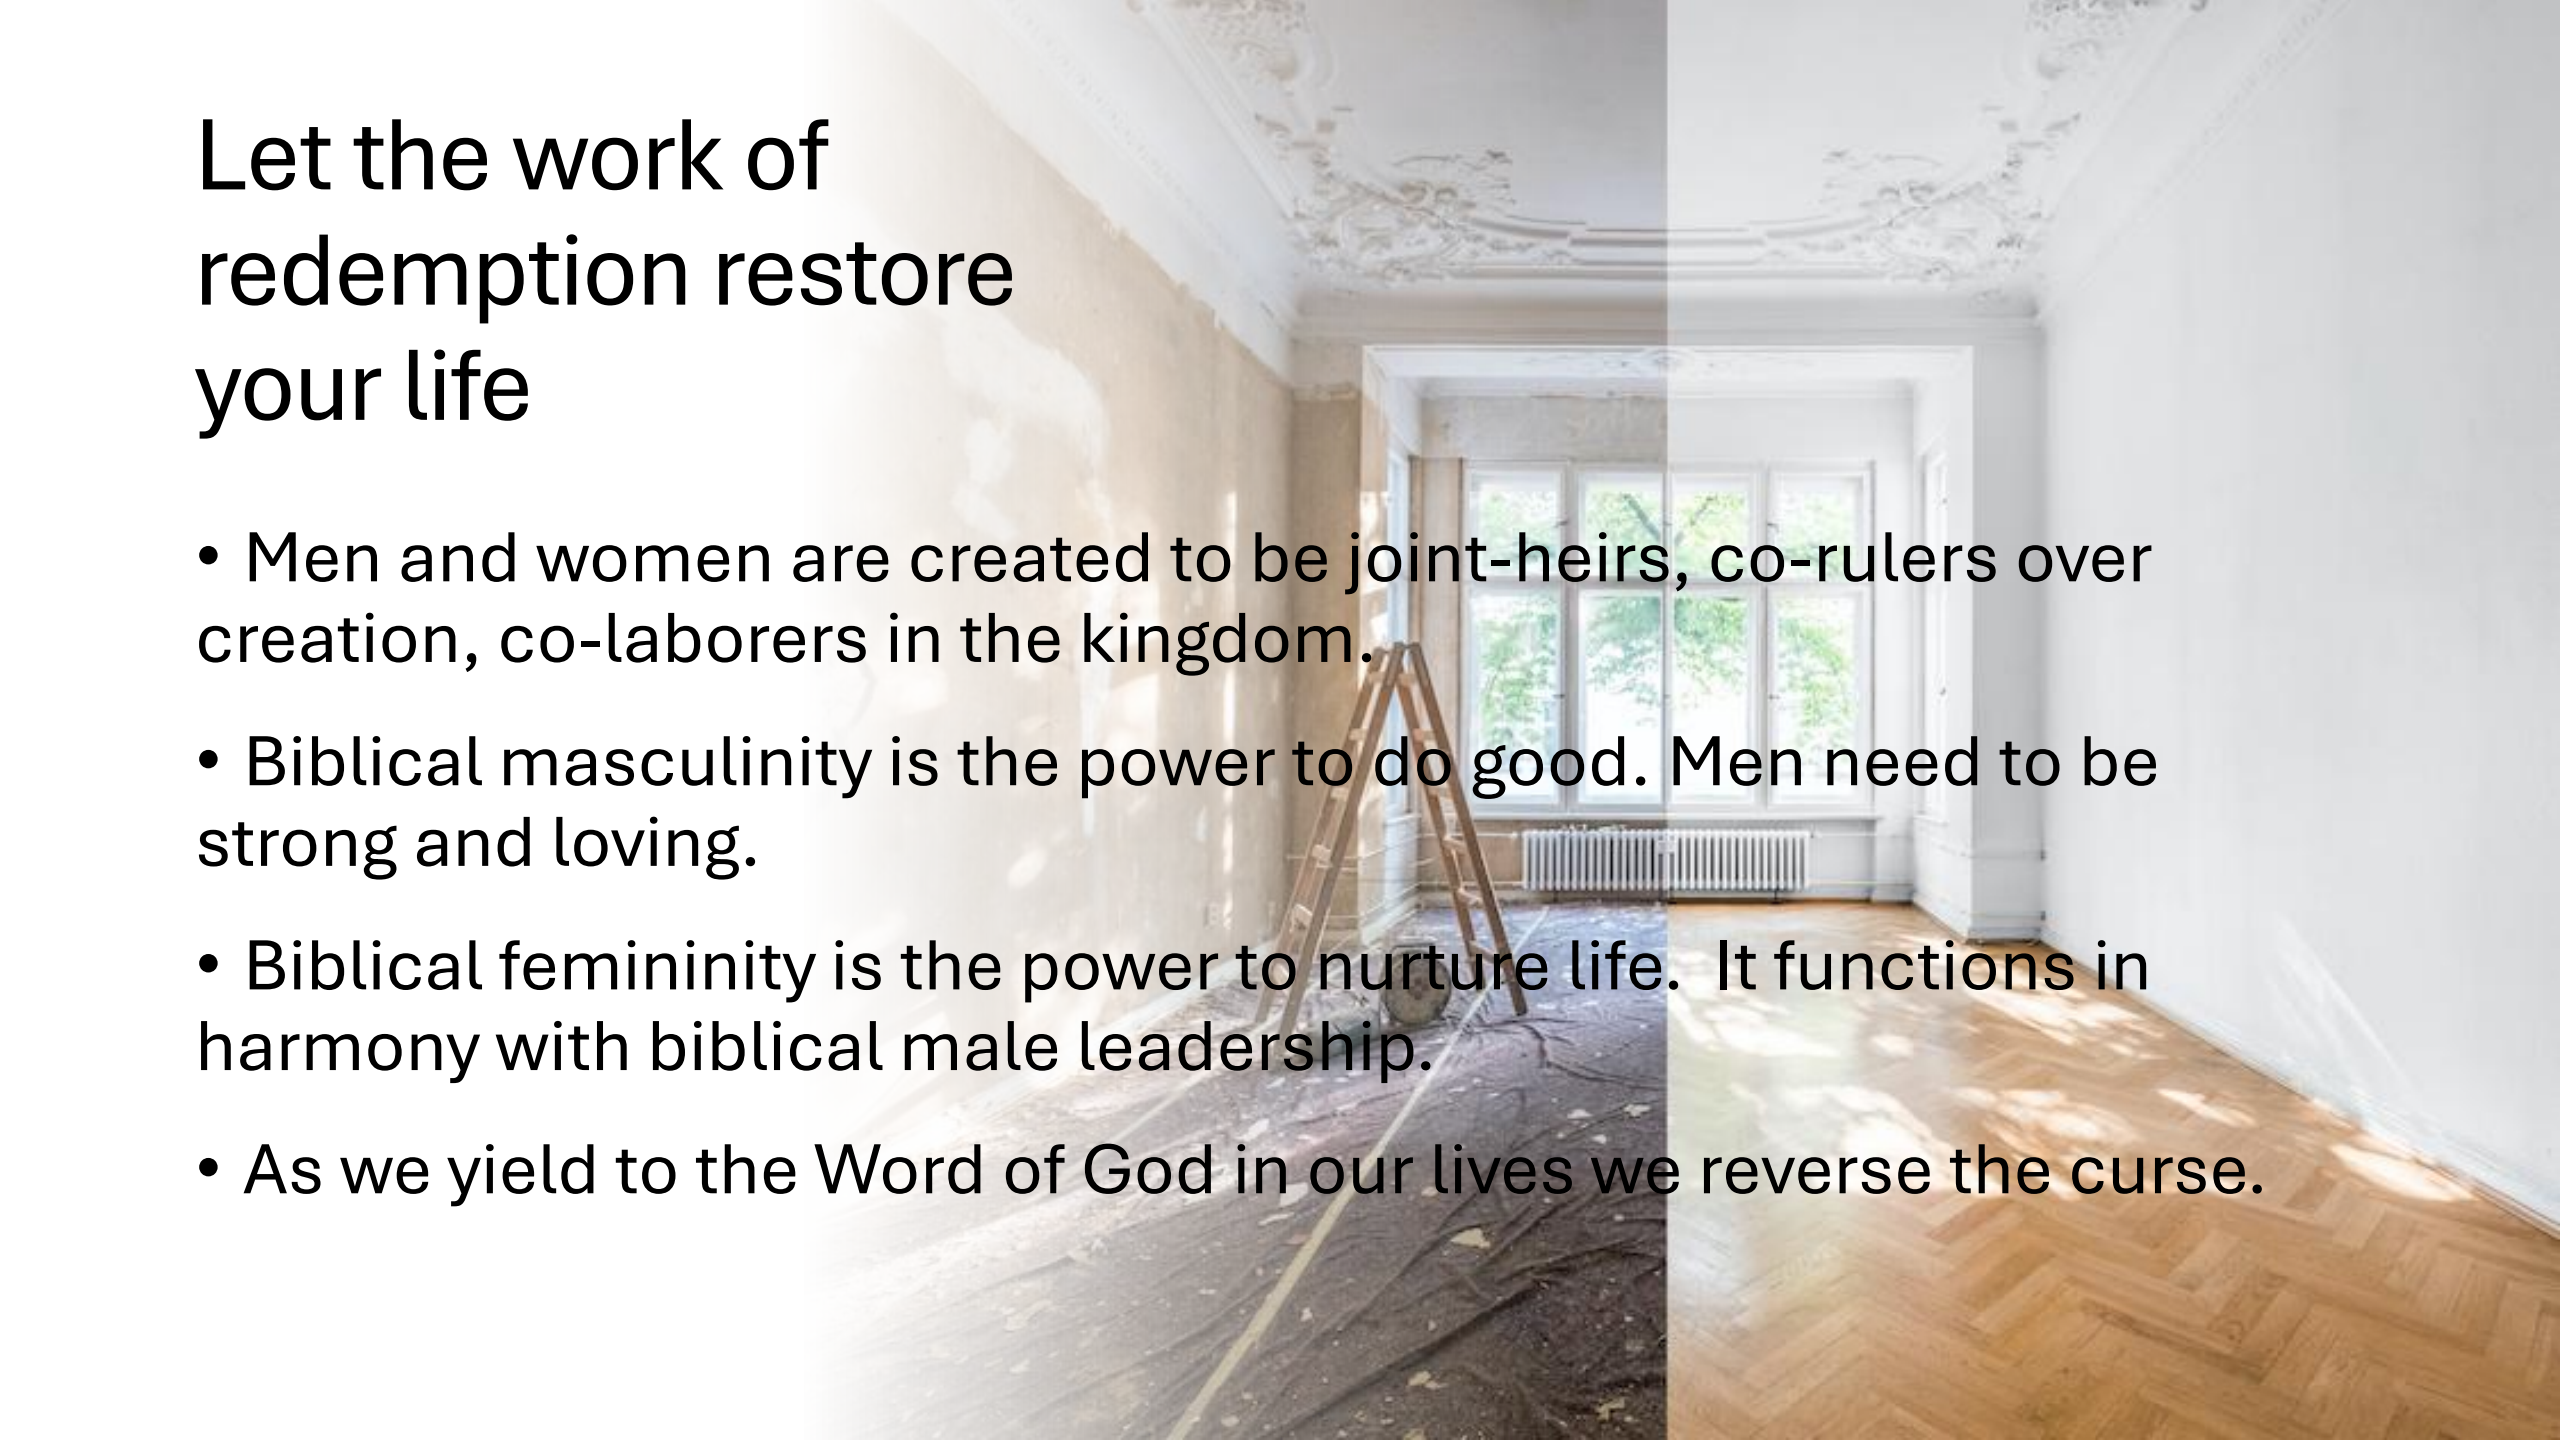 Let the work of
redemption restore
your life
• Men and women are created to be joint-heirs, co-rulers over
creation, co-laborers in the kingdom.
• Biblical masculinity is the power to do good. Men need to be
strong and loving.
• Biblical femininity is the power to nurture life.  It functions in
harmony with biblical male leadership.
• As we yield to the Word of God in our lives we reverse the curse.